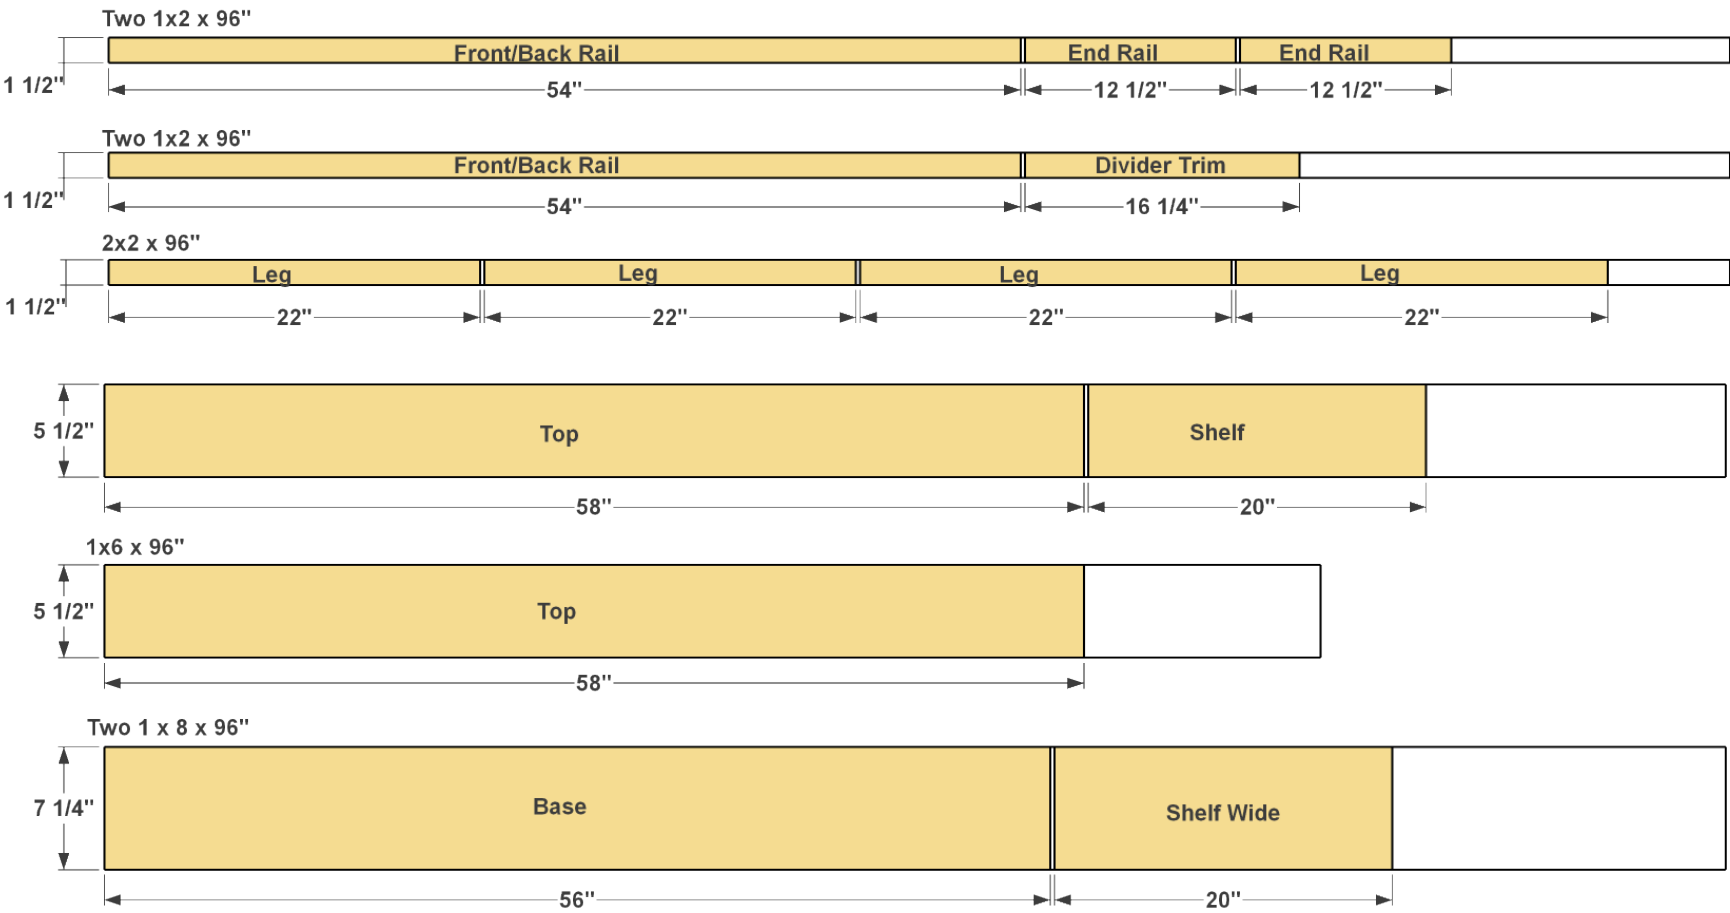 Two 1x2 x 96"
Front/Back Rail End Rail End Rail
1 1/2" 54" 12 1/2" 12 1/2"
Two 1x2 x 96"
Front/Back Rail Divider Trim
1 1/2" 54" 16 1/4"
2x2 x 96"
Leg Leg Leg Leg
1 1/2" 22" 22" 22" 22"
5 1/2" Top Shelf
58" 20"
1x6 x 96"
5 1/2" Top
58"
Two 1 x 8 x 96"
7 1/4" Base Shelf Wide
56" 20"